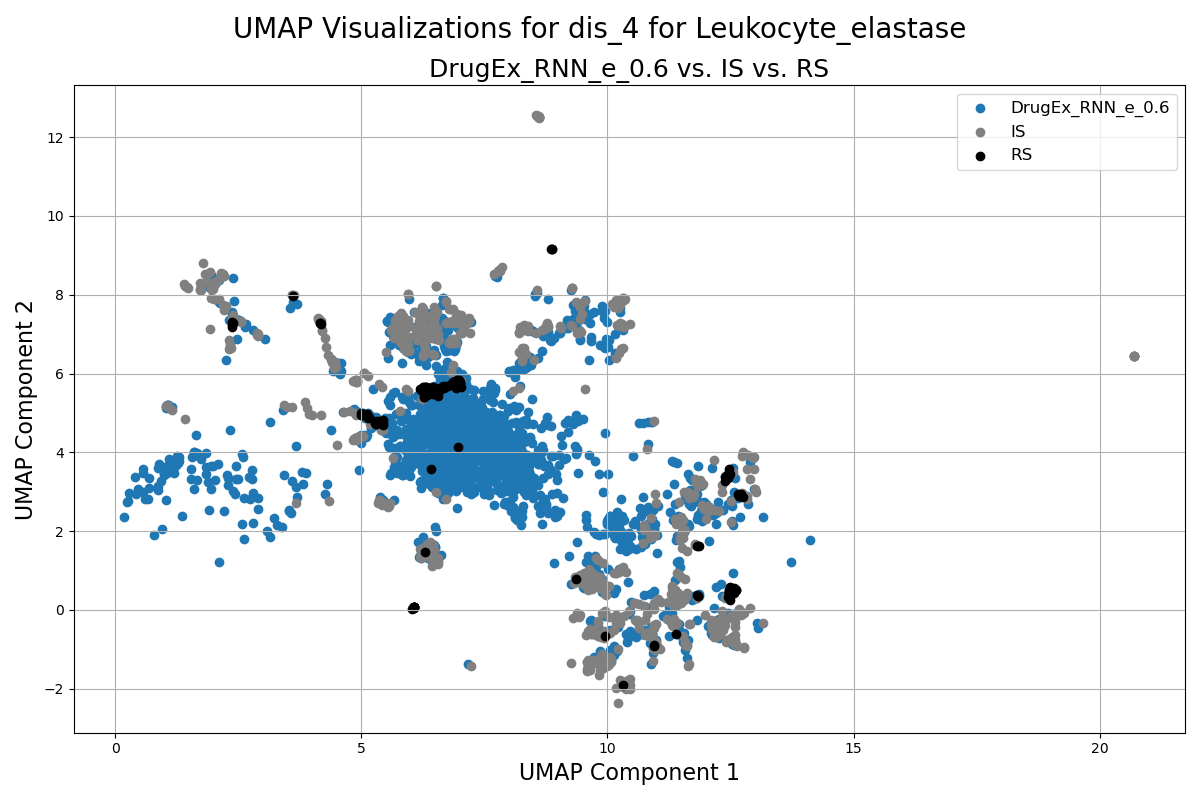 UMAP Visualizations for dis_4 for Leukocyte_elastase
DrugEx_RNN_e_0.6 vs. IS vs. RS
DrugEx_RNN_e_0.6
IS
RS
12
10
8
6
4
2
0
−2
0 5 10 15 20
UMAP Component 2
UMAP Component 1